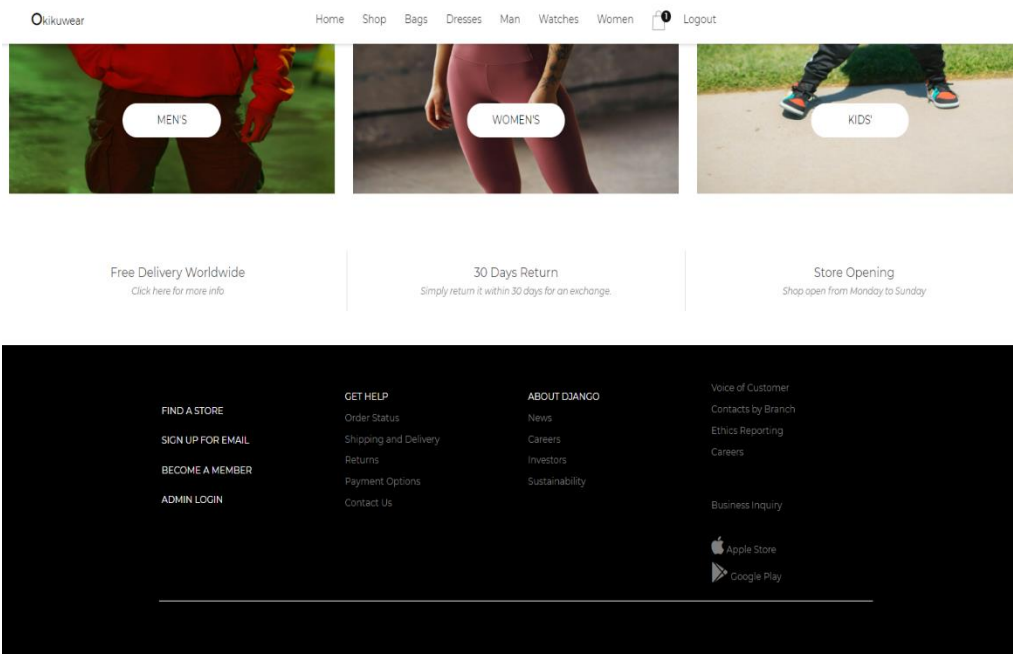 Okikuwear
Home Shop Bags Dresses Man Watches Women 1 Logout
MEN'S
WOMEN'S
KIDS'
Free Delivery Worldwide
Click here for more info
30 Days Return
Simply return it within 30 days for an exchange.
Store Opening
Shop open from Monday to Sunday
FIND A STORE
SIGN UP FOR EMAIL
BECOME A MEMBER
ADMIN LOGIN
GET HELP
Order Status
Shipping and Delivery
Returns
Payment Options
Contact Us
ABOUT DJANGO
News
Careers
Investors
Sustainability
Voice of Customer
Contacts by Branch
Ethics Reporting
Careers
Business Inquiry
Apple Store
Google Play